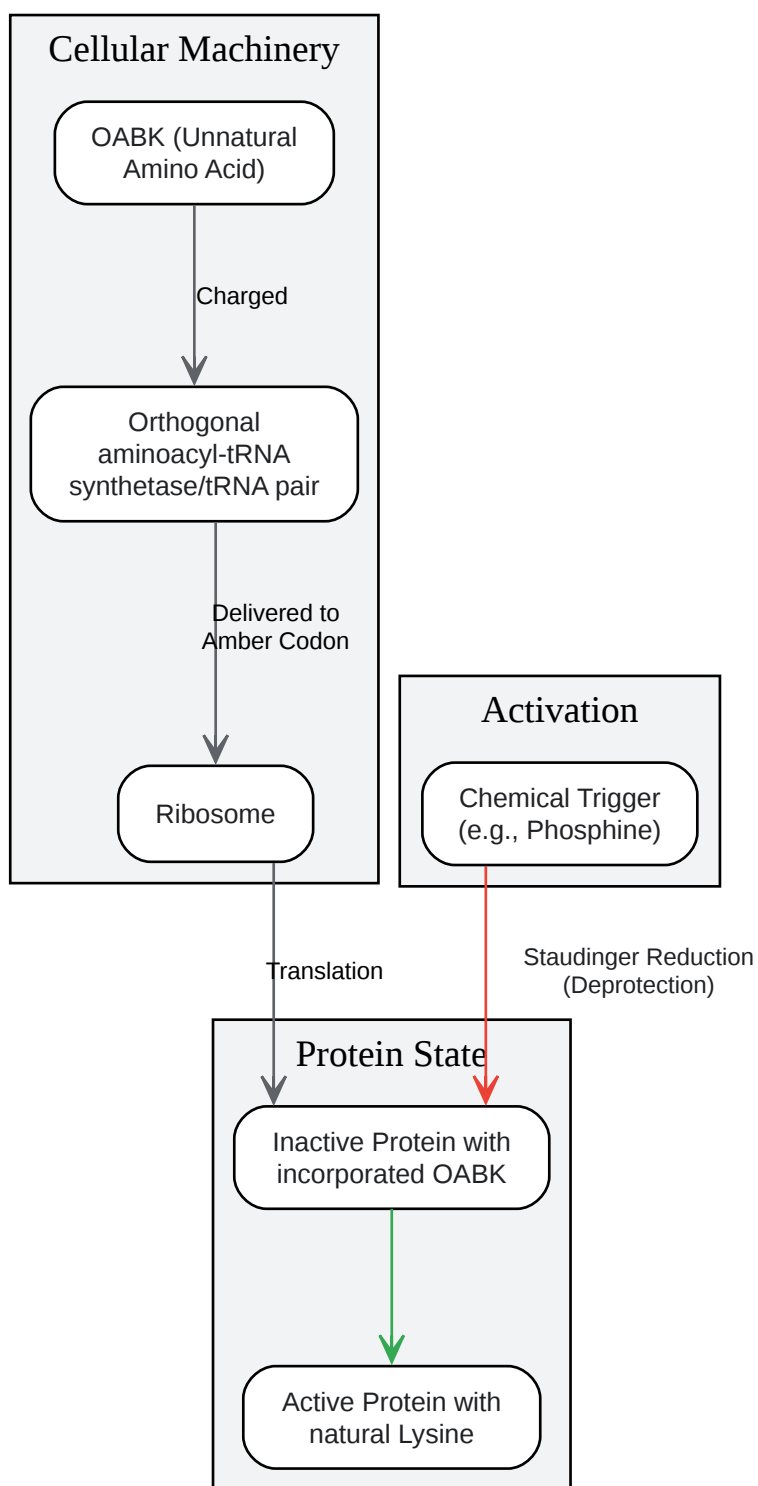 Cellular Machinery
OABK (Unnatural
Amino Acid)
Charged
Orthogonal
aminoacyl-tRNA
synthetase/tRNA pair
Delivered to
Amber Codon
Ribosome
Activation
Chemical Trigger
(e.g., Phosphine)
Translation
Staudinger Reduction
(Deprotection)
Protein State
Inactive Protein with
incorporated OABK
Active Protein with
natural Lysine